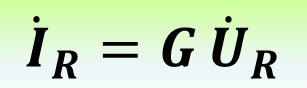 İ_R = G U̇_R